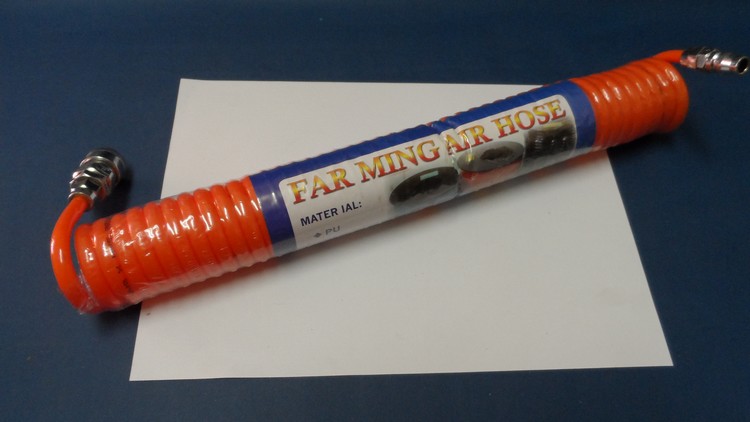 FAR MING AIR HOSE
MATER IAL:
◆ PU